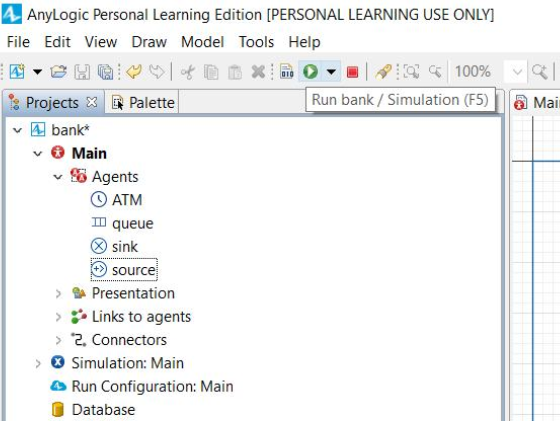 AnyLogic Personal Learning Edition [PERSONAL LEARNING USE ONLY]
File Edit View Draw Model Tools Help
010 100%
Projects Palette Run bank / Simulation (F5) Mai
bank*
Main
Agents
ATM
queue
sink
source
Presentation
Links to agents
Connectors
Simulation: Main
Run Configuration: Main
Database